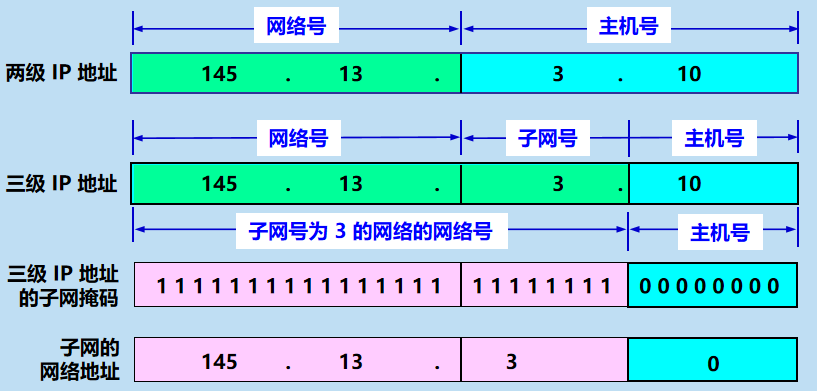 网络号 主机号
两级 IP 地址 145 . 13 . 3 . 10
网络号 子网号 主机号
三级 IP 地址 145 . 13 . 3 . 10
子网号为 3 的网络的网络号 主机号
三级 IP 地址
的子网掩码 1 1 1 1 1 1 1 1 1 1 1 1 1 1 1 1 1 1 1 1 1 1 1 1 0 0 0 0 0 0 0 0
子网的
网络地址 145 . 13 . 3 0